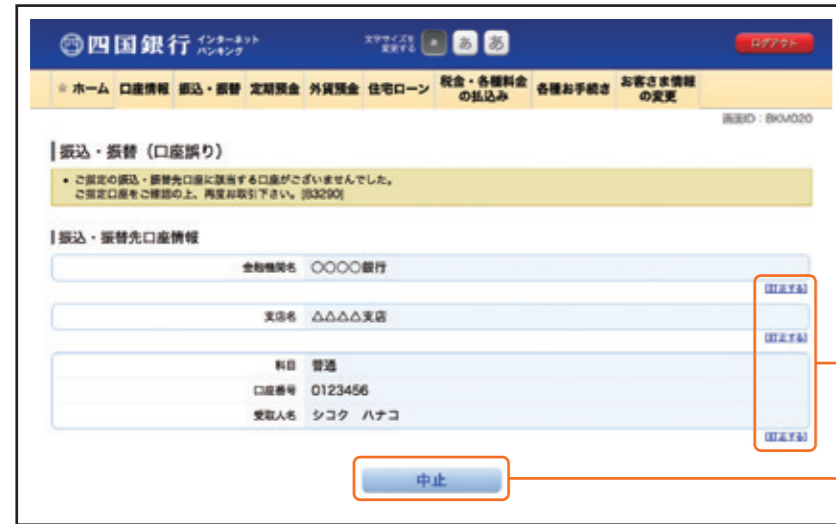 四国銀行 インターネットバンキング
文字サイズを変更する あ あ あ
ログアウト
ホーム 口座情報 振込・振替 定期預金 外貨預金 住宅ローン 税金・各種料金の払込み 各種お手続き お客さま情報の変更
画面ID：BKM020
振込・振替（口座誤り）
・ご指定の振込・振替先口座に該当する口座がございませんでした。
ご指定口座をご確認の上、再度お取引下さい。[B3290]
振込・振替先口座情報
金融機関名 〇〇〇〇銀行
[訂正する]
支店名 △△△△支店
[訂正する]
科目 普通
口座番号 0123456
受取人名 シコク ハナコ
[訂正する]
中止